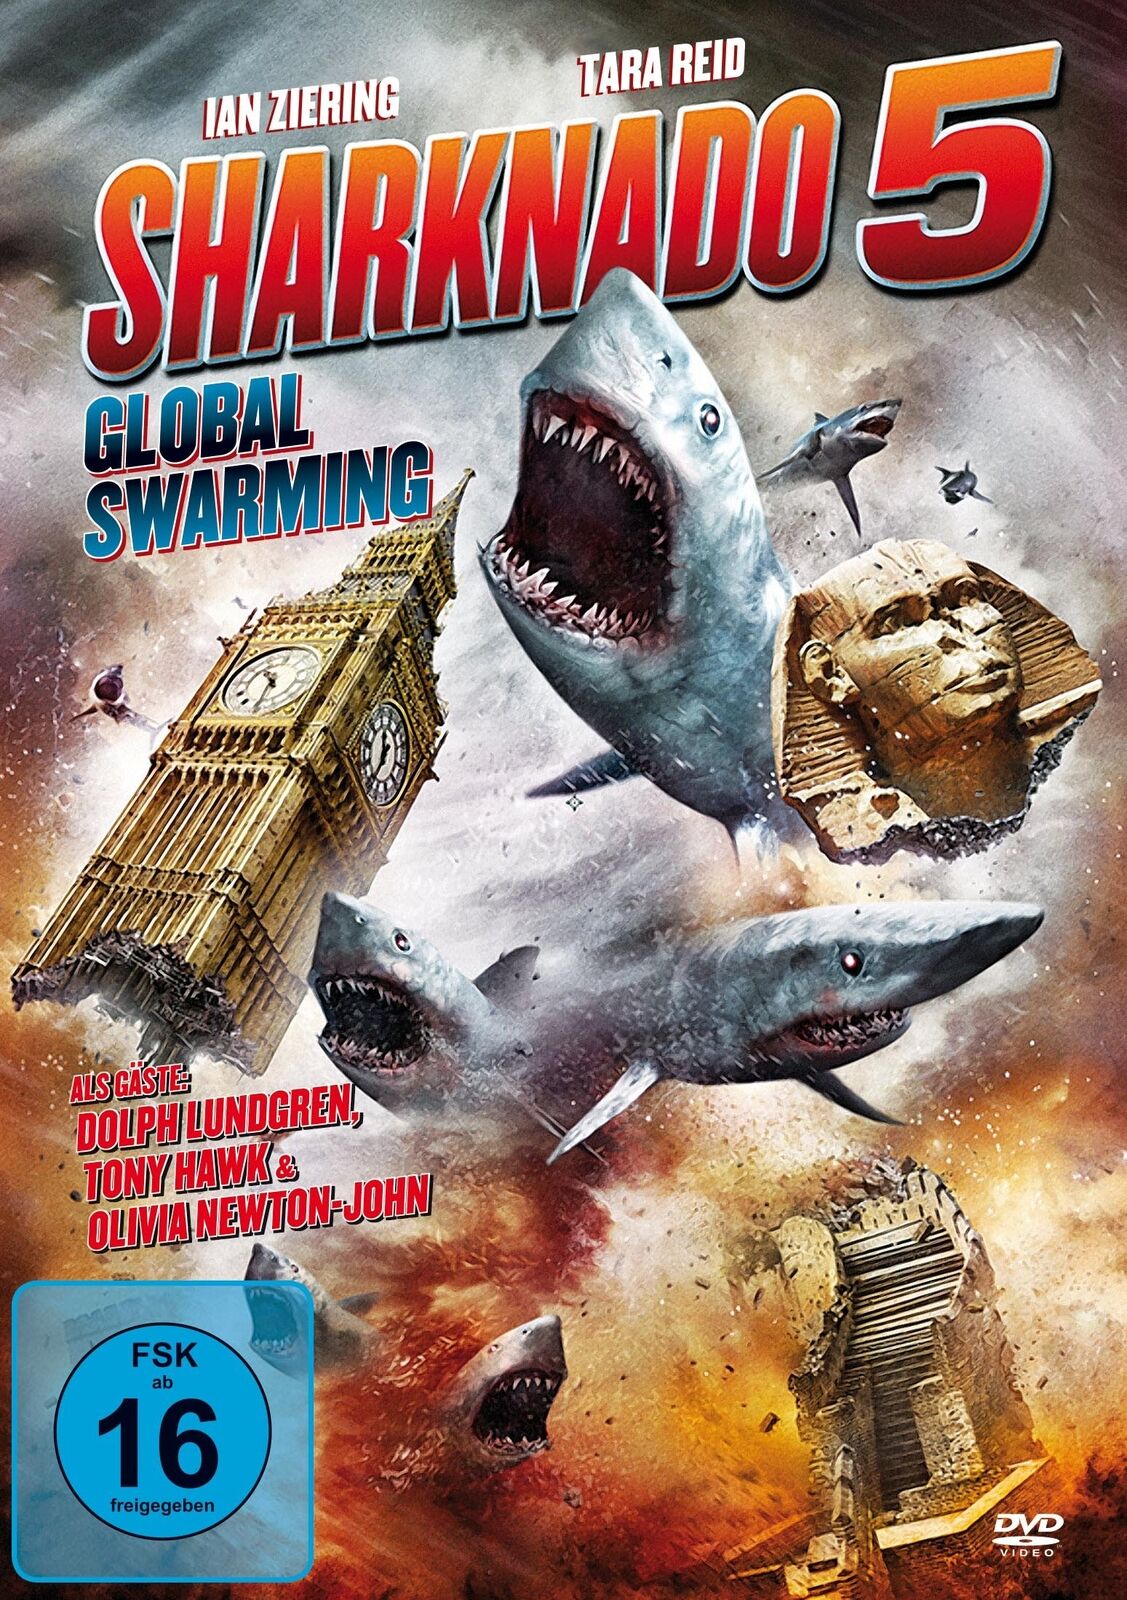 IAN ZIERING
TARA REID
SHARKNADO 5
GLOBAL
SWARMING
ALS GÄSTE:
DOLPH LUNDGREN,
TONY HAWK &
OLIVIA NEWTON-JOHN
FSK
ab
16
freigegeben
DVD
VIDEO